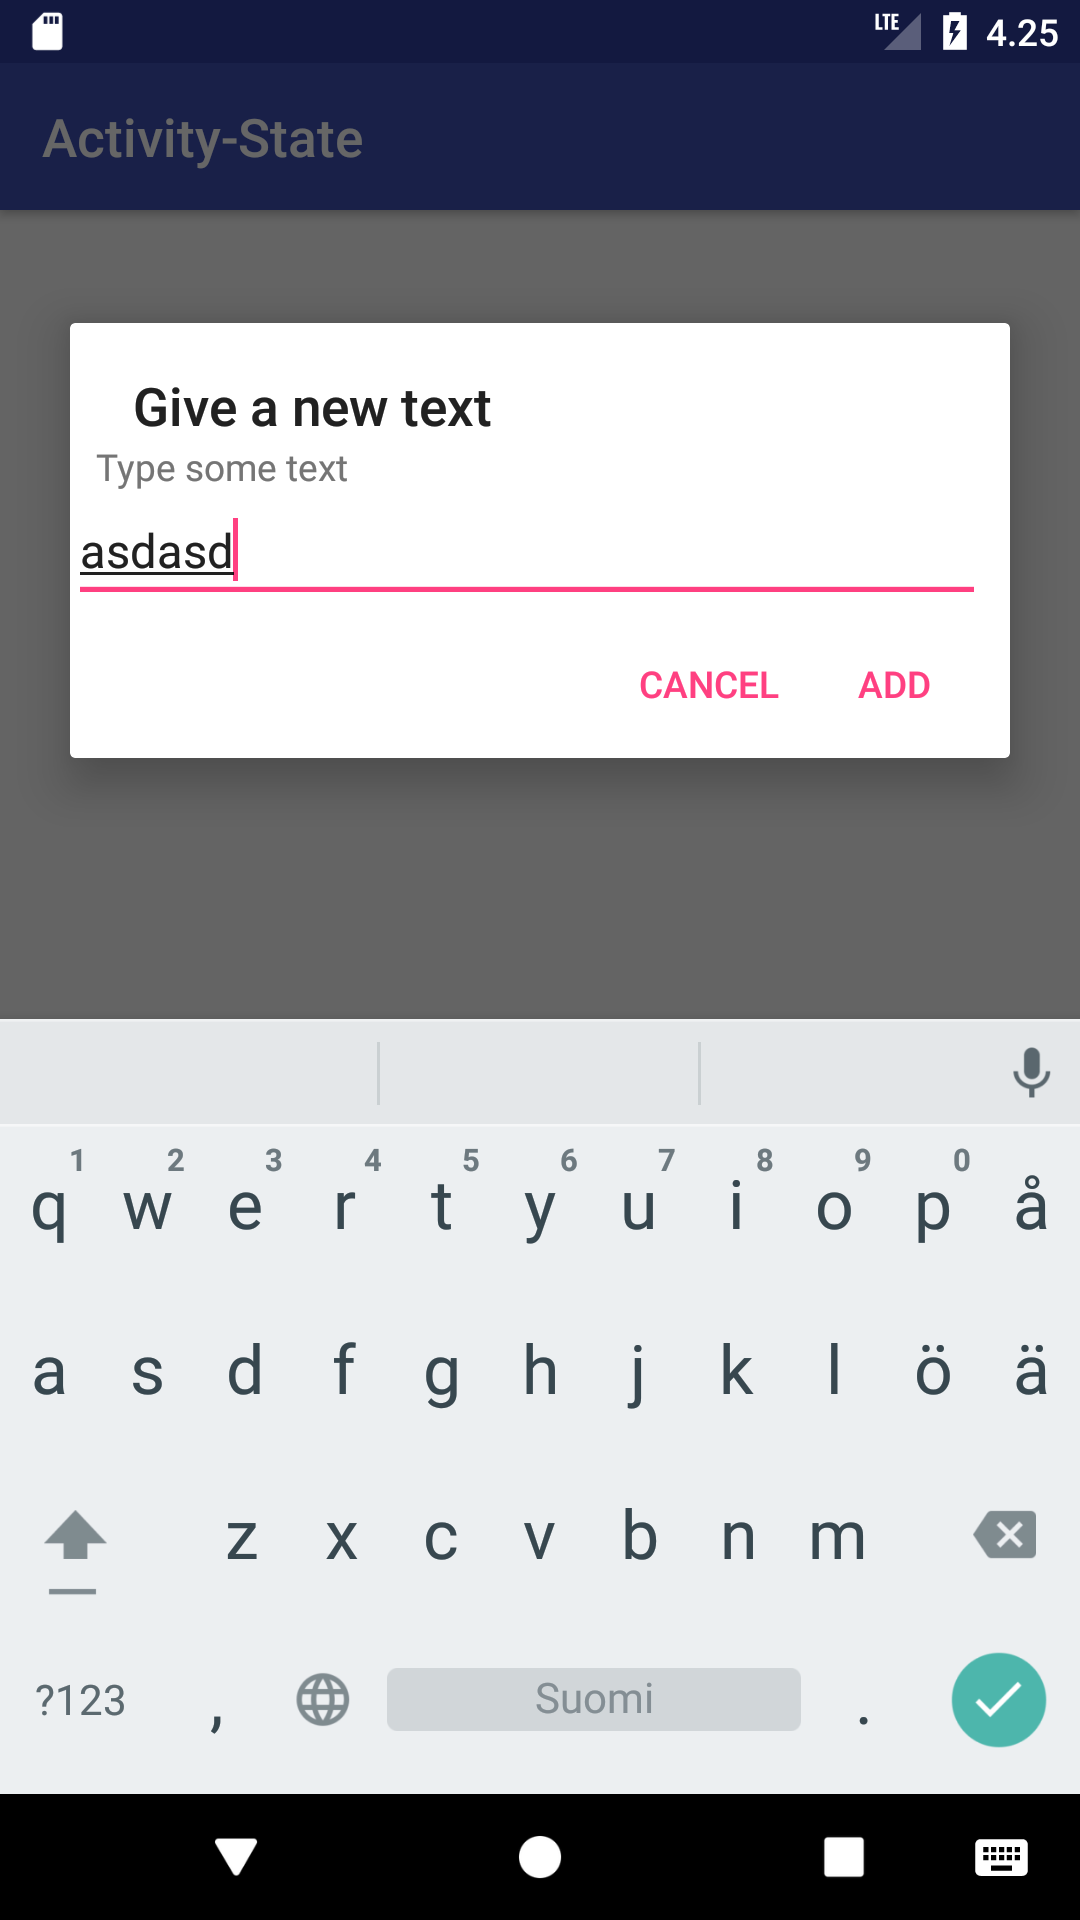 LTE 4.25
Activity-State
Give a new text
Type some text
asdasd
CANCEL ADD
1 2 3 4 5 6 7 8 9 0
q w e r t y u i o p å
a s d f g h j k l ö ä
z x c v b n m
?123 , Suomi .